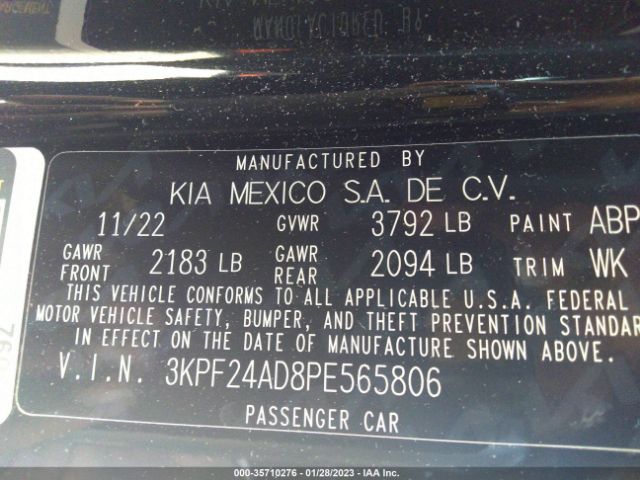 MANUFACTURED BY
KIA MEXICO S.A. DE C.V.
11/22 GVWR 3792 LB PAINT ABP
GAWR FRONT 2183 LB GAWR REAR 2094 LB TRIM WK
THIS VEHICLE CONFORMS TO ALL APPLICABLE U.S.A. FEDERAL
MOTOR VEHICLE SAFETY, BUMPER, AND THEFT PREVENTION STANDAR
IN EFFECT ON THE DATE OF MANUFACTURE SHOWN ABOVE.
V.I.N. 3KPF24AD8PE565806
PASSENGER CAR
000-35710276 - 01/28/2023 - IAA Inc.